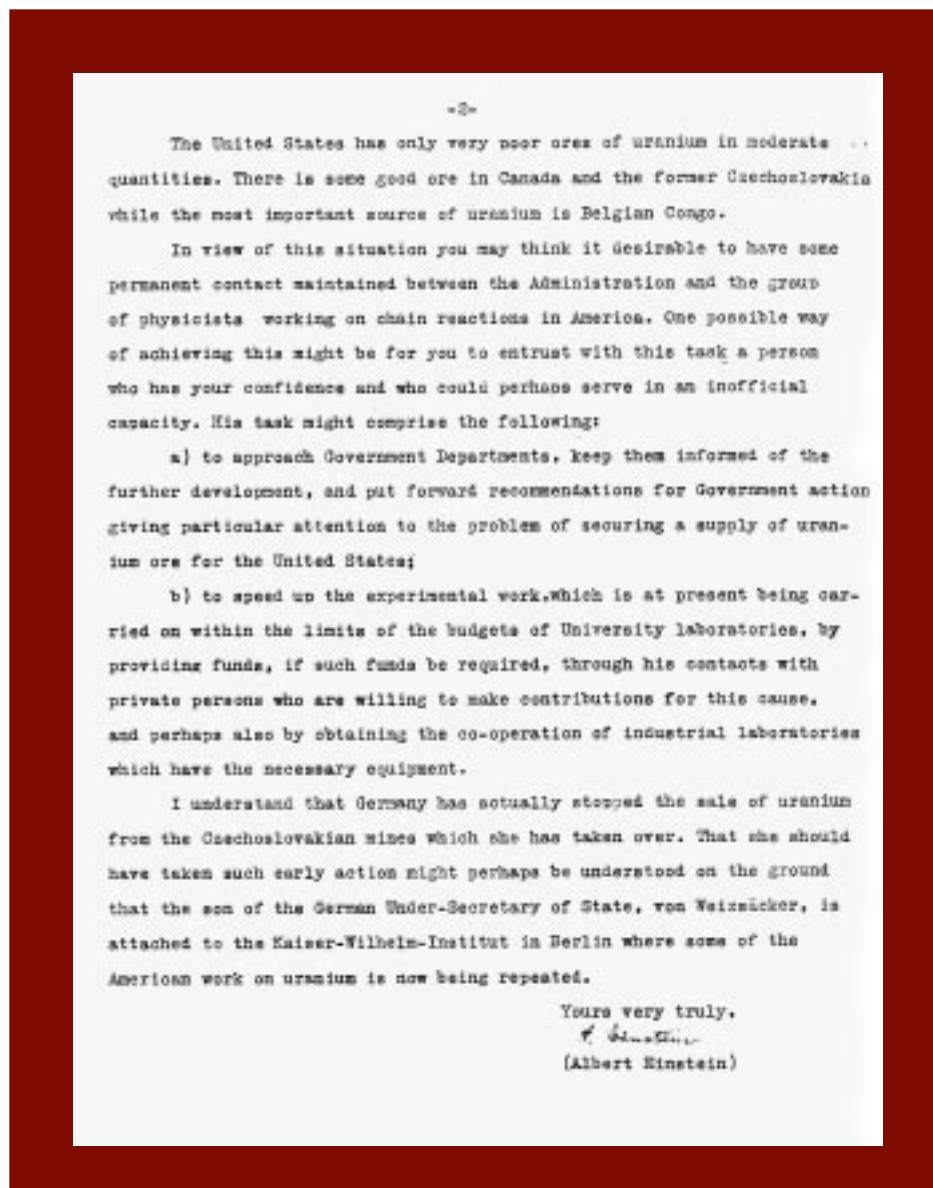 -2-
The United States has only very poor ores of uranium in moderate
quantities. There is some good ore in Canada and the former Czechoslovakia
while the most important source of uranium is Belgian Congo.
In view of this situation you may think it desirable to have some
permanent contact maintained between the Administration and the group
of physicists working on chain reactions in America. One possible way
of achieving this might be for you to entrust with this task a person
who has your confidence and who could perhaps serve in an inofficial
capacity. His task might comprise the following:
a) to approach Government Departments, keep them informed of the
further development, and put forward recommendations for Government action
giving particular attention to the problem of securing a supply of uran-
ium ore for the United States;
b) to speed up the experimental work,which is at present being car-
ried on within the limits of the budgets of University laboratories, by
providing funds, if such funds be required, through his contacts with
private persons who are willing to make contributions for this cause,
and perhaps also by obtaining the co-operation of industrial laboratories
which have the necessary equipment.
I understand that Germany has actually stopped the sale of uranium
from the Czechoslovakian mines which she has taken over. That she should
have taken such early action might perhaps be understood on the ground
that the son of the German Under-Secretary of State, von Weizsäcker, is
attached to the Kaiser-Wilhelm-Institut in Berlin where some of the
American work on uranium is now being repeated.
Yours very truly,
A. Einstein
(Albert Einstein)